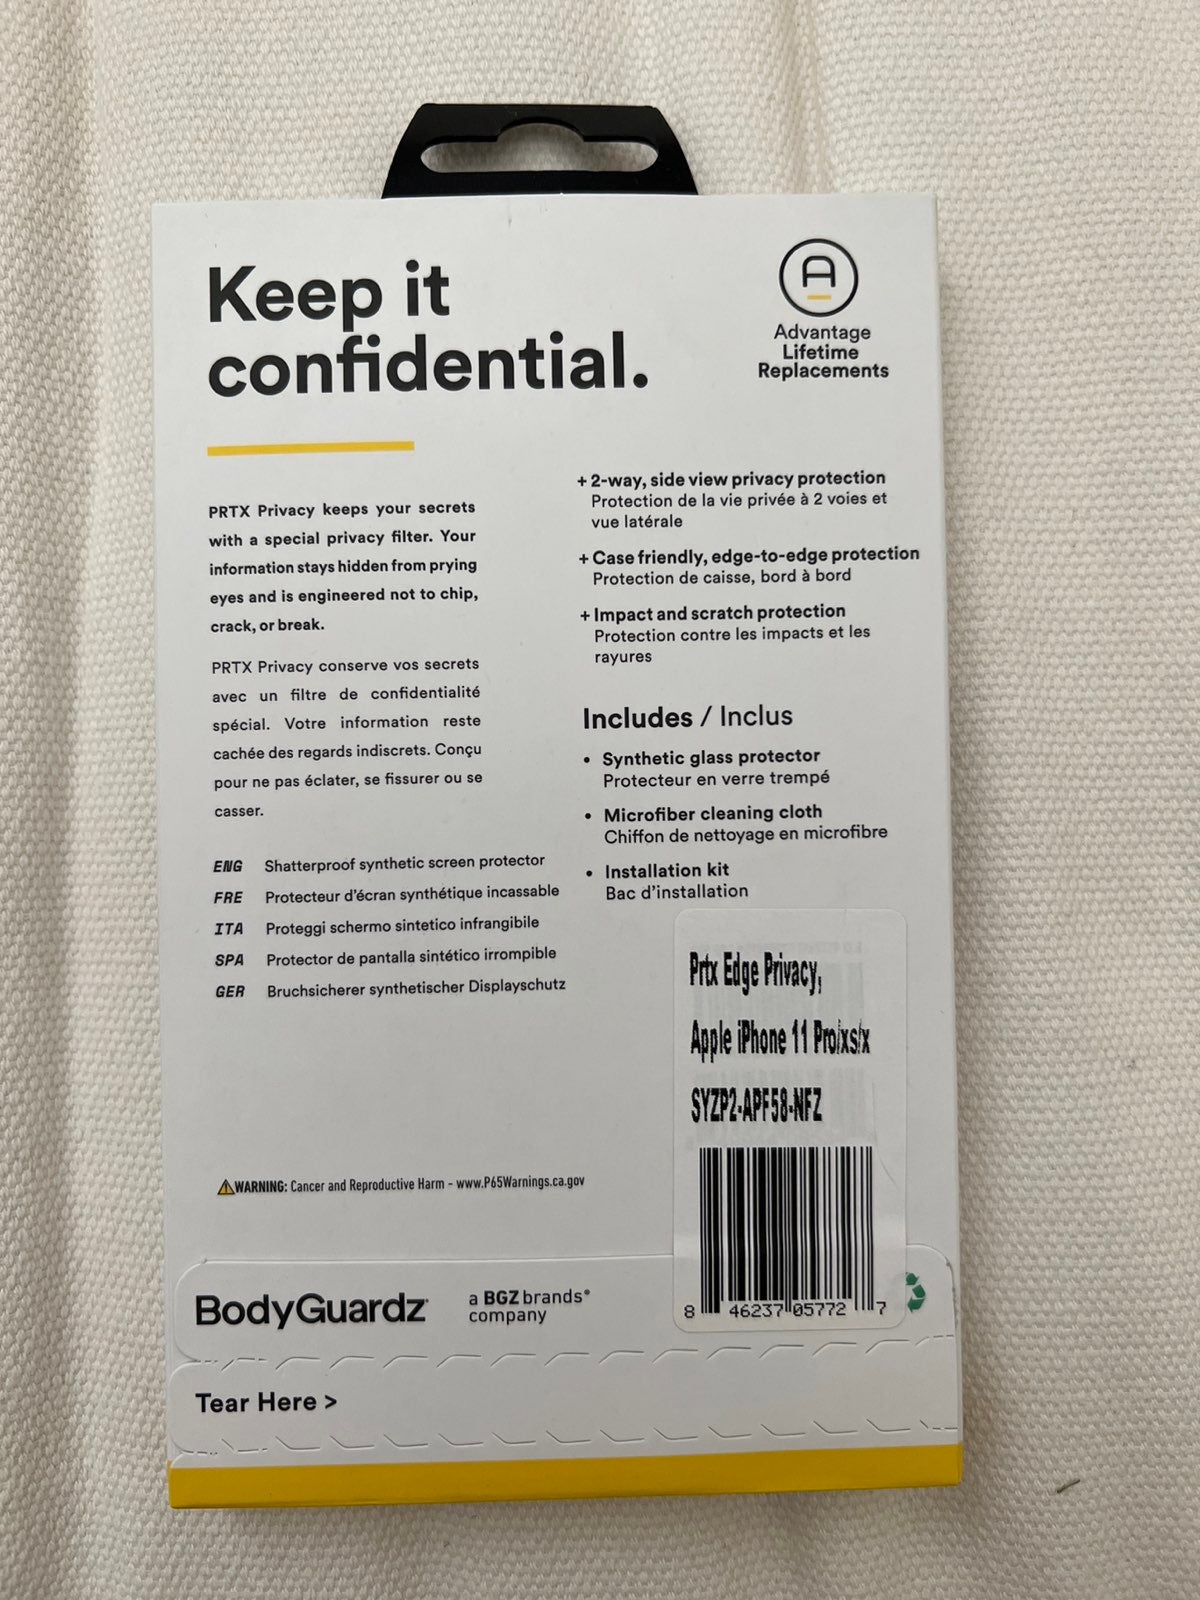 Keep it
confidential.
A
Advantage
Lifetime
Replacements
PRTX Privacy keeps your secrets
with a special privacy filter. Your
information stays hidden from prying
eyes and is engineered not to chip,
crack, or break.
PRTX Privacy conserve vos secrets
avec un filtre de confidentialité
spécial. Votre information reste
cachée des regards indiscrets. Conçu
pour ne pas éclater, se fissurer ou se
casser.
ENG Shatterproof synthetic screen protector
FRE Protecteur d'écran synthétique incassable
ITA Proteggi schermo sintetico infrangibile
SPA Protector de pantalla sintético irrompible
GER Bruchsicherer synthetischer Displayschutz
+ 2-way, side view privacy protection
Protection de la vie privée à 2 voies et
vue latérale
+ Case friendly, edge-to-edge protection
Protection de caisse, bord à bord
+ Impact and scratch protection
Protection contre les impacts et les
rayures
Includes / Inclus
• Synthetic glass protector
Protecteur en verre trempé
• Microfiber cleaning cloth
Chiffon de nettoyage en microfibre
• Installation kit
Bac d'installation
Prtx Edge Privacy,
Apple iPhone 11 Pro/xs/x
SYZP2-APF58-NFZ
8 46237 05772 7
WARNING: Cancer and Reproductive Harm - www.P65Warnings.ca.gov
BodyGuardz
a BGZ brands®
company
Tear Here >